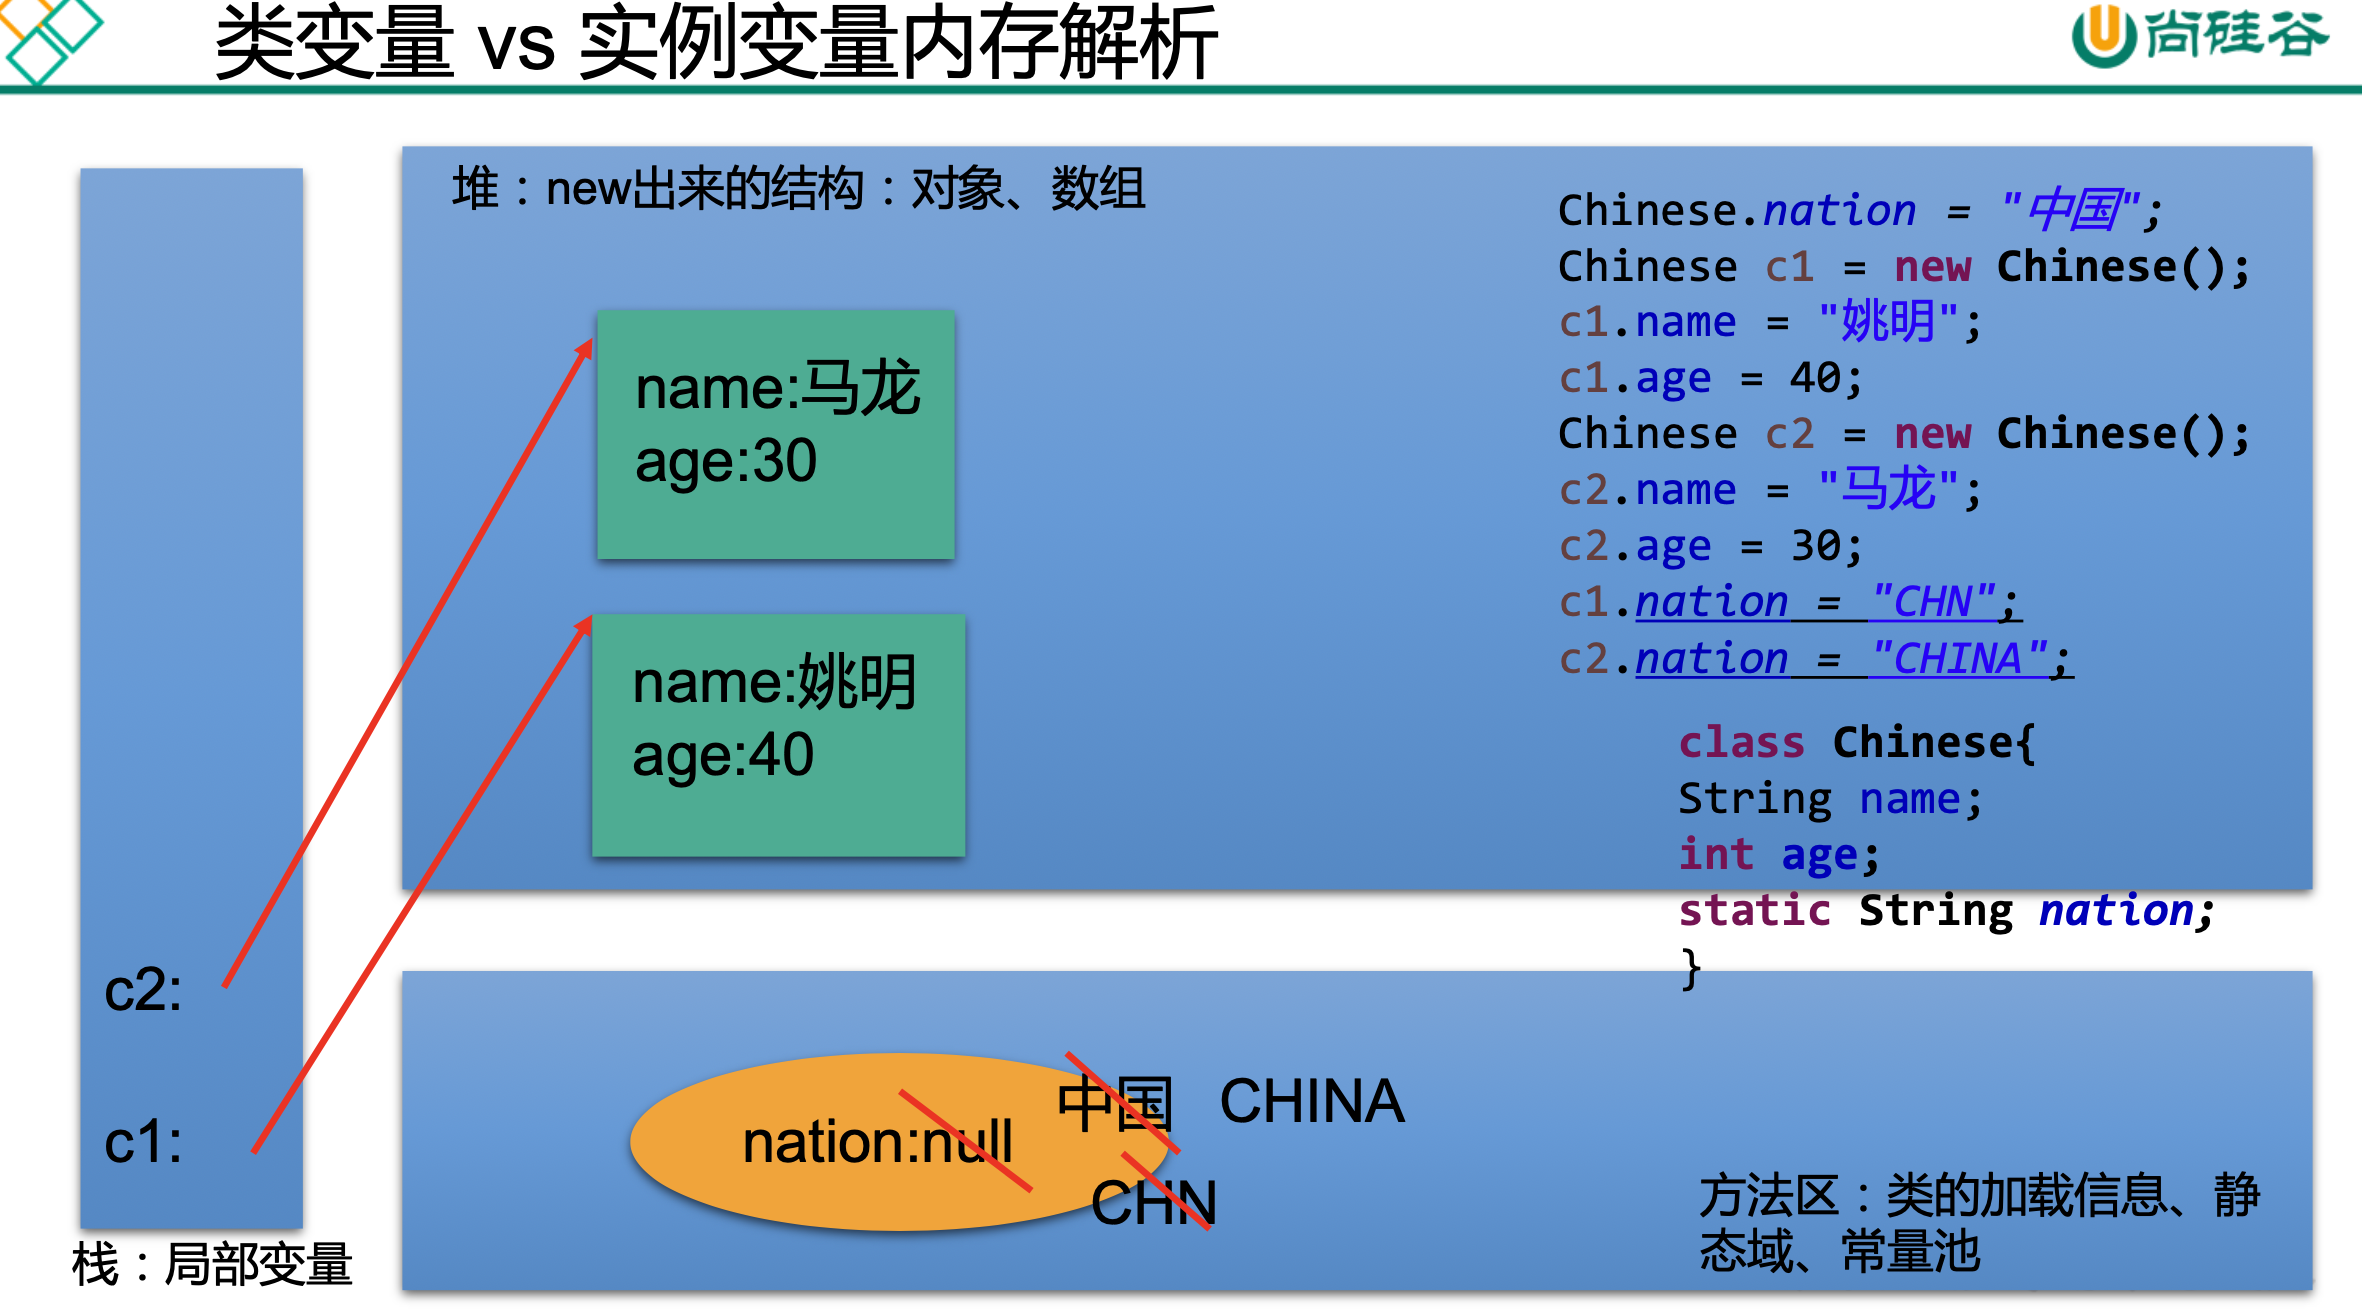 类变量 vs 实例变量内存解析
尚硅谷
堆：new出来的结构：对象、数组
name:马龙
age:30
name:姚明
age:40
c2:
c1:
栈：局部变量
Chinese.nation = "中国";
Chinese c1 = new Chinese();
c1.name = "姚明";
c1.age = 40;
Chinese c2 = new Chinese();
c2.name = "马龙";
c2.age = 30;
c1.nation = "CHN";
c2.nation = "CHINA";
class Chinese{
String name;
int age;
static String nation;
}
nation:null
中国 CHINA
CHN
方法区：类的加载信息、静
态域、常量池